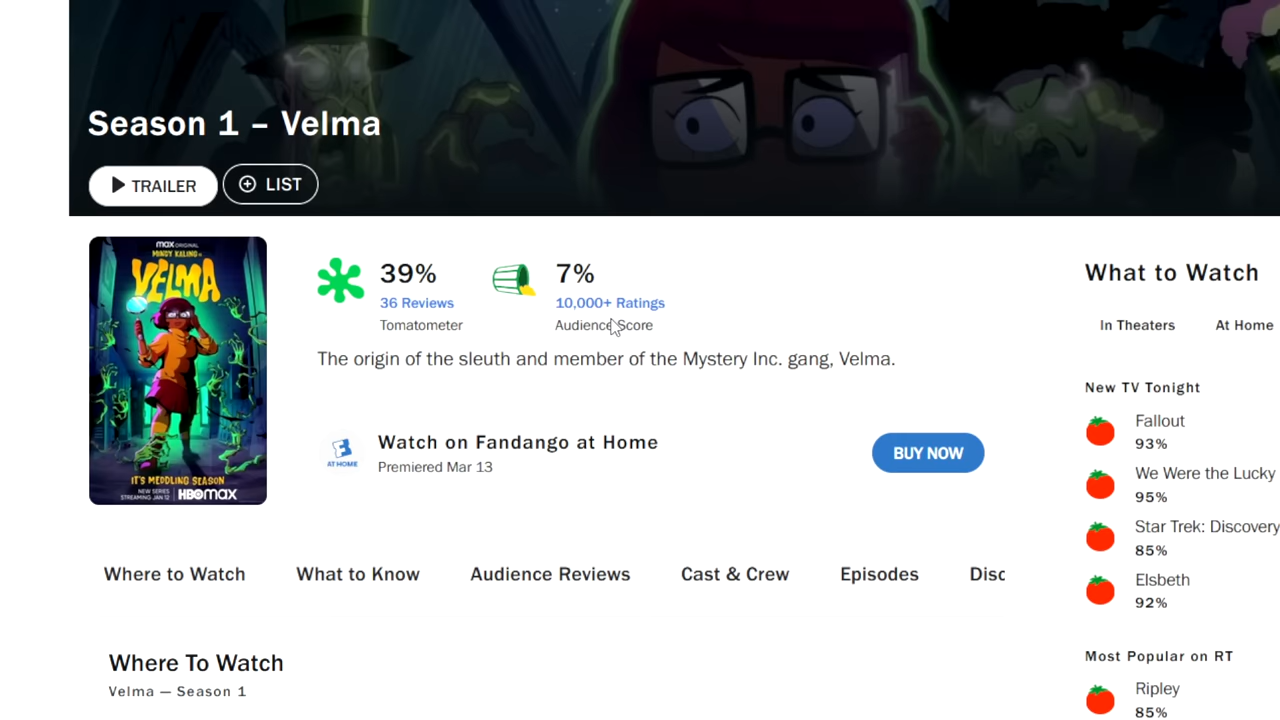 Season 1 – Velma
TRAILER
LIST
max ORIGINAL
MINDY KALING IS
VELMA
IT'S MEDDLING SEASON
NEW SERIES
STREAMING JAN 12
HBOmax
39%
36 Reviews
Tomatometer
7%
10,000+ Ratings
Audience Score
The origin of the sleuth and member of the Mystery Inc. gang, Velma.
AT HOME
Watch on Fandango at Home
Premiered Mar 13
BUY NOW
Where to Watch
What to Know
Audience Reviews
Cast & Crew
Episodes
Disc
Where To Watch
Velma — Season 1
What to Watch
In Theaters
At Home
New TV Tonight
Fallout
93%
We Were the Lucky
95%
Star Trek: Discovery
85%
Elsbeth
92%
Most Popular on RT
Ripley
85%